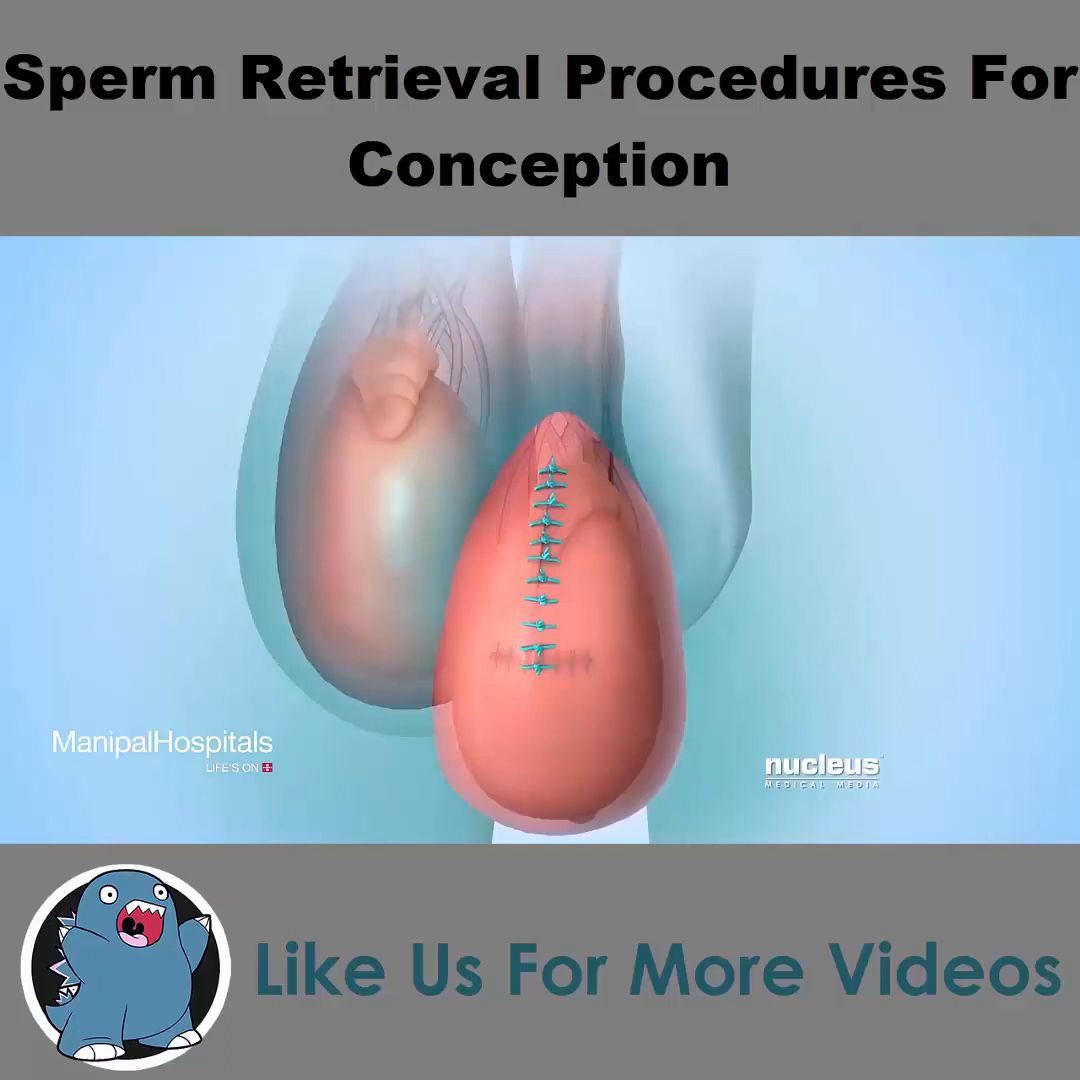 Sperm Retrieval Procedures For
Conception
ManipalHospitals
LIFE'S ON
nucleus
MEDICAL MEDIA
Like Us For More Videos